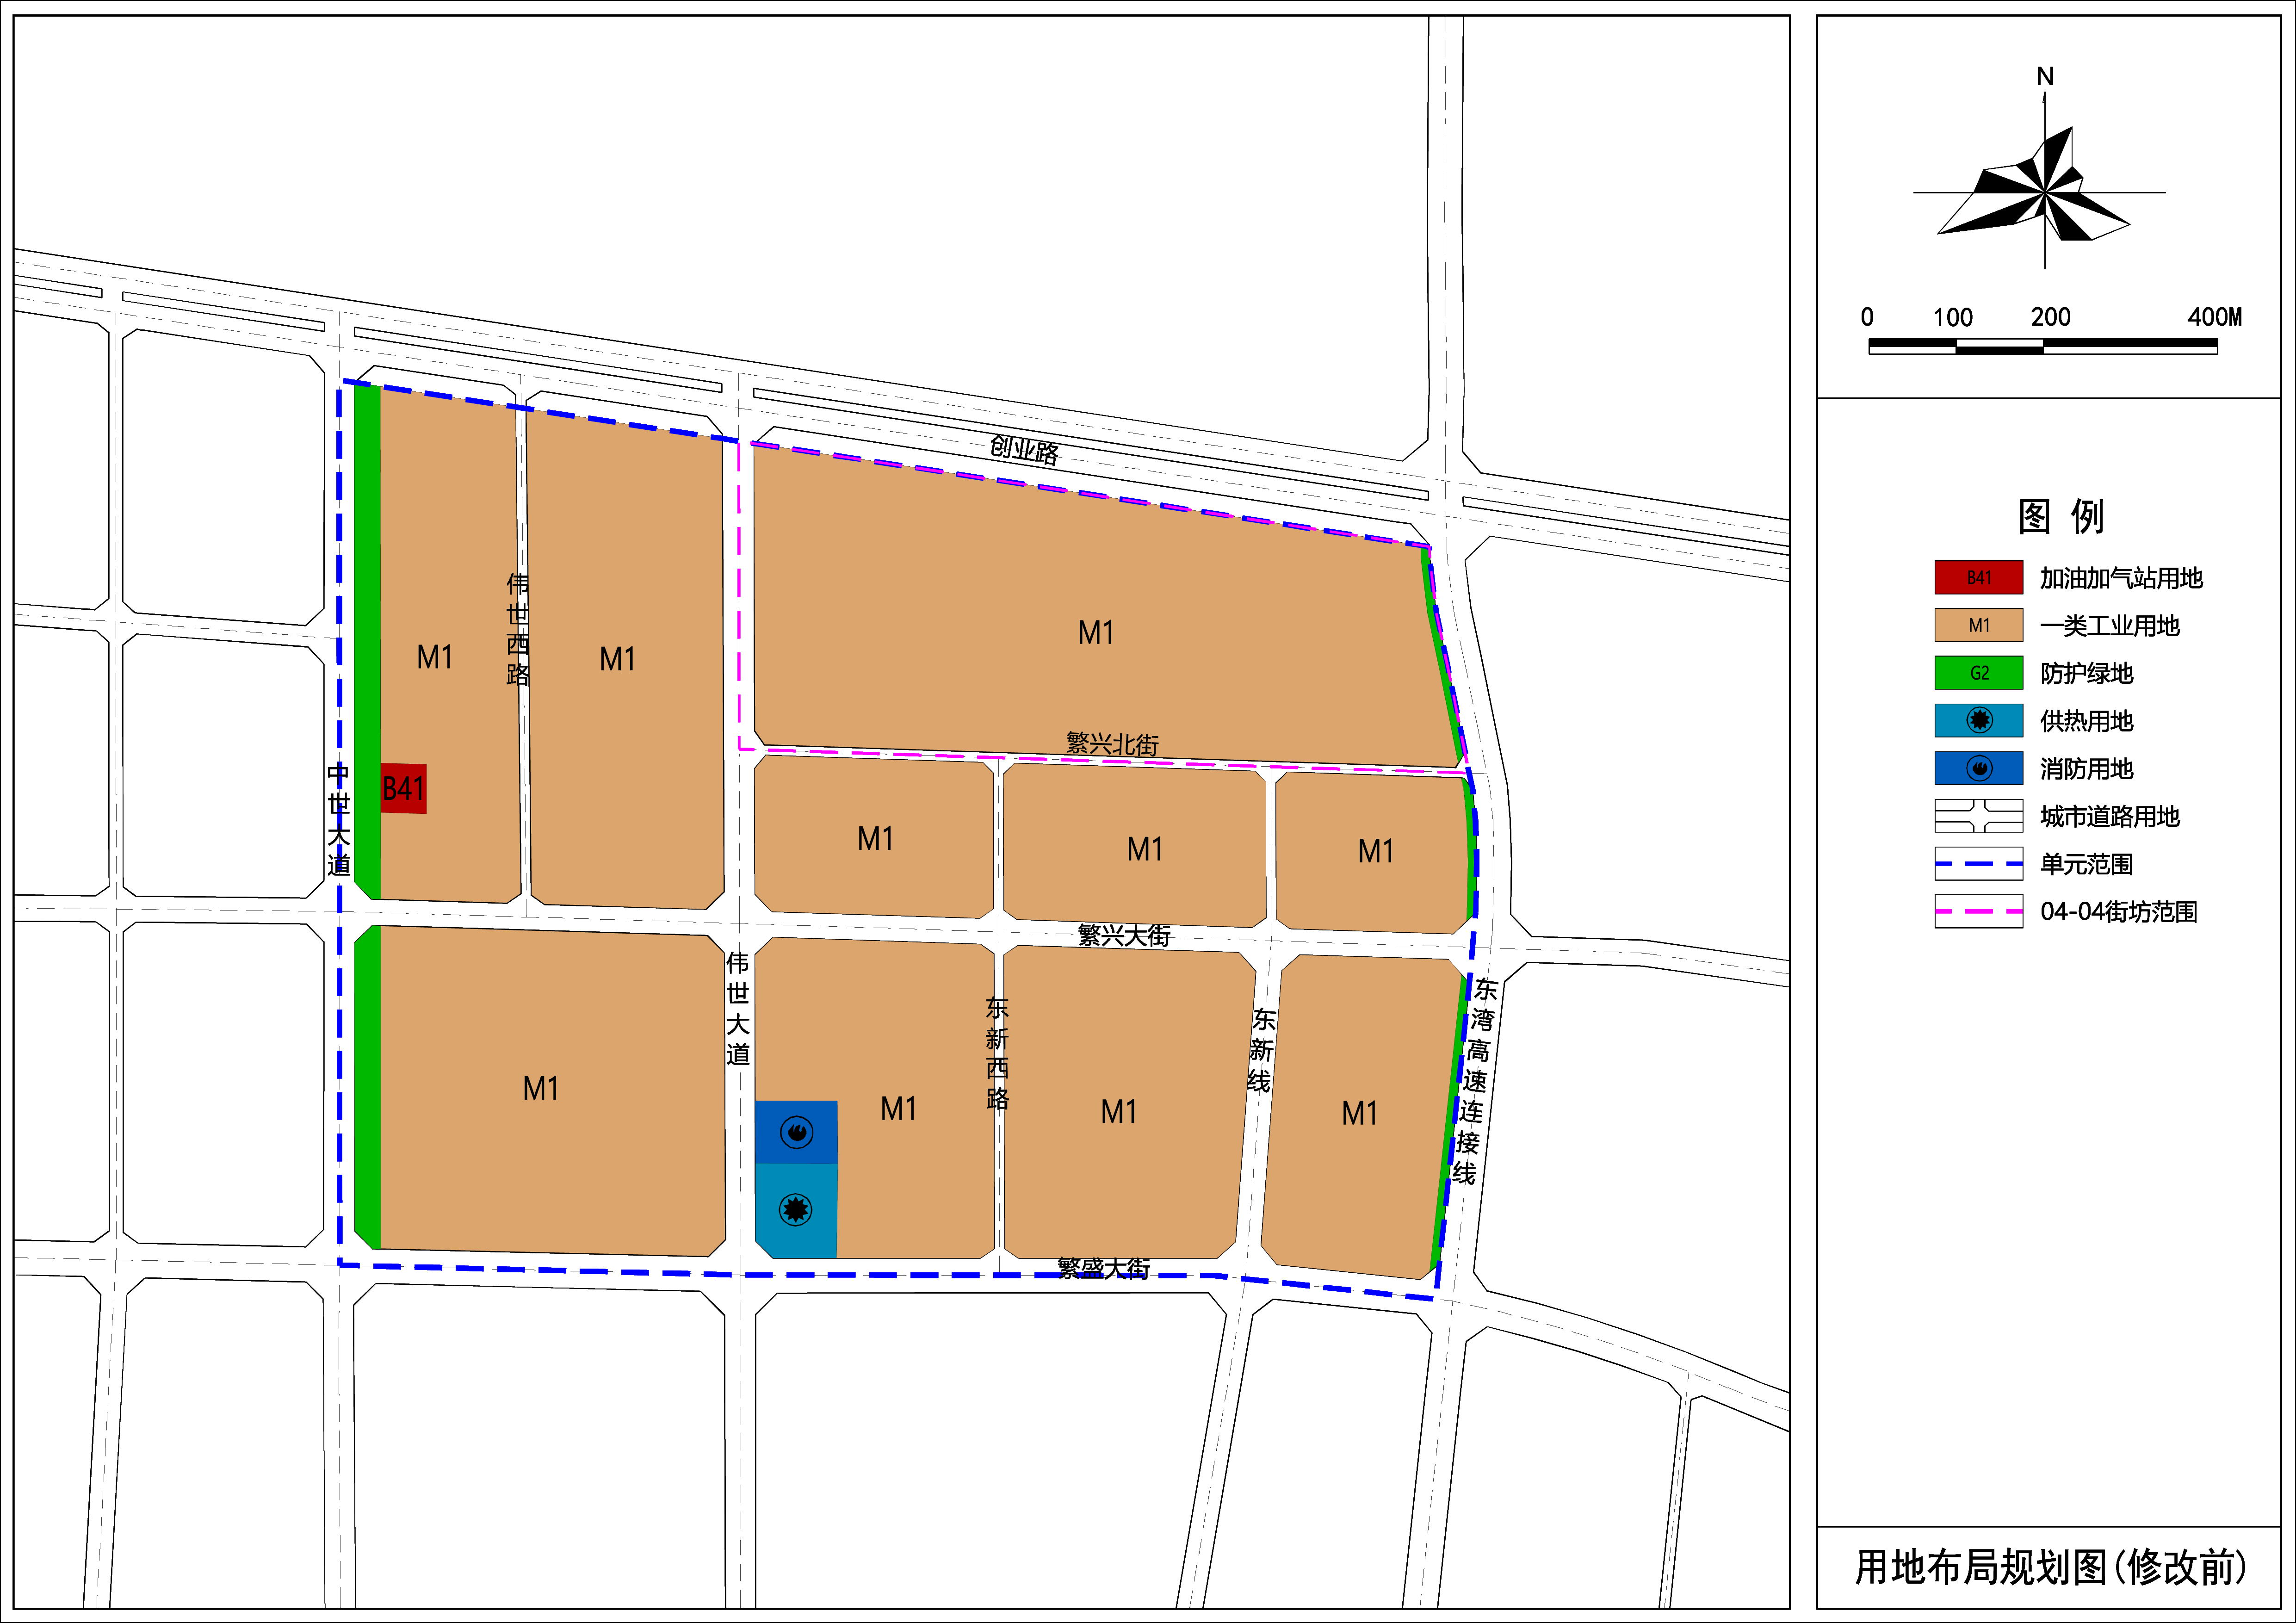 N
0 100 200 400M
图 例
B41 加油加气站用地
M1 一类工业用地
G2 防护绿地
供热用地
消防用地
城市道路用地
单元范围
04-04街坊范围
用地布局规划图(修改前)
创业路
伟世西路
M1
M1
M1
繁兴北街
中世大道
B41
M1
M1
M1
繁兴大街
伟世大道
东新西路
东新线
东湾高速连接线
M1
M1
M1
M1
繁盛大街